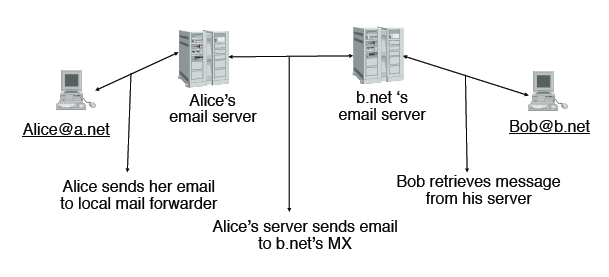 Alice's
email server
b.net 's
email server
Alice@a.net
Bob@b.net
Alice sends her email
to local mail forwarder
Bob retrieves message
from his server
Alice's server sends email
to b.net's MX